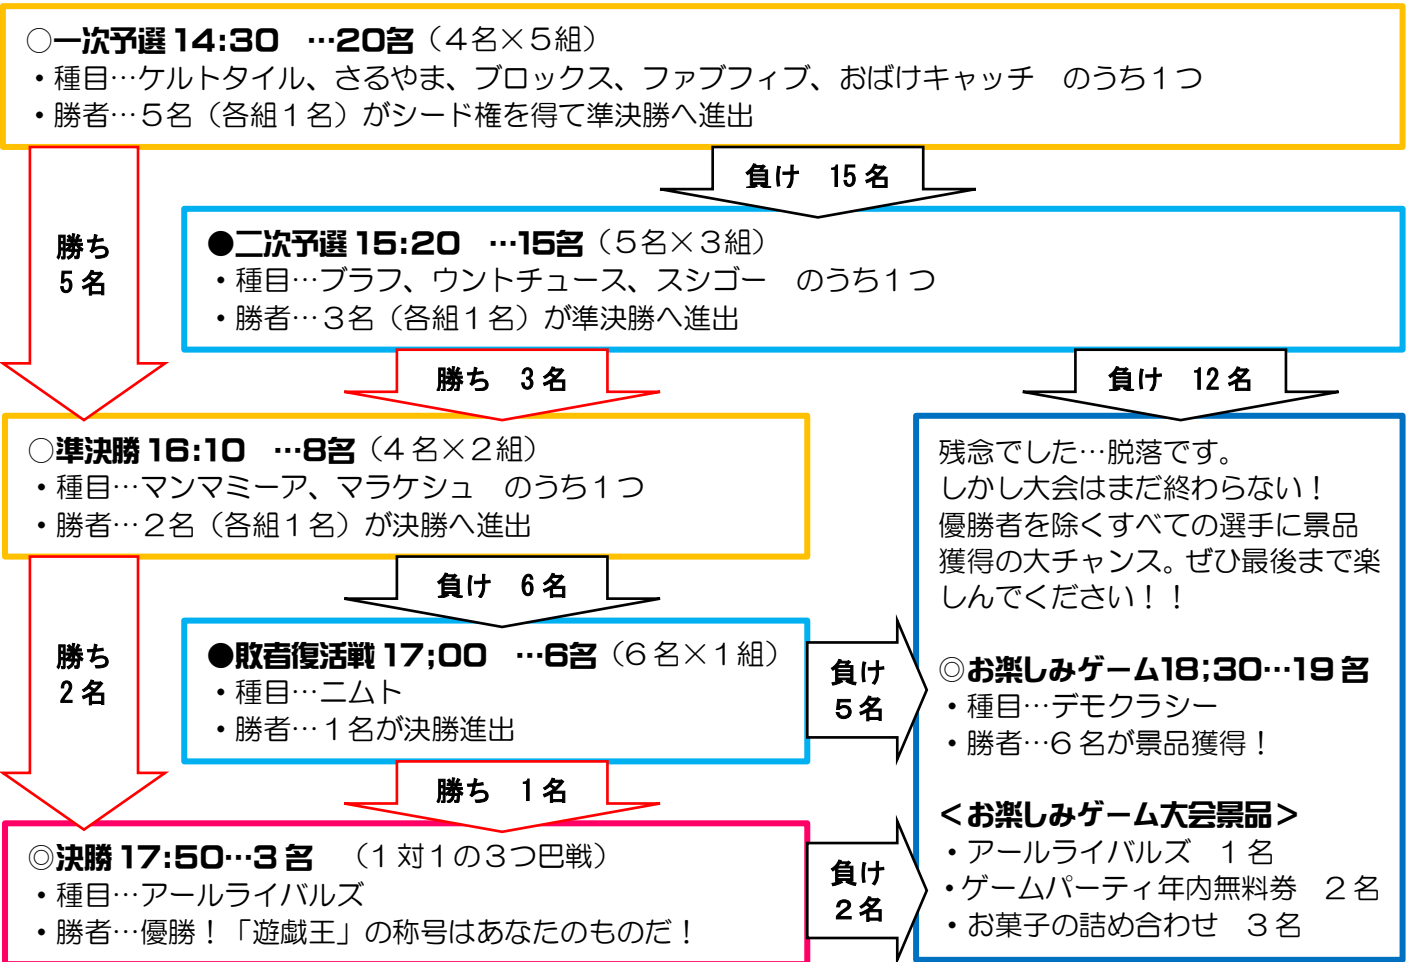 ○一次予選14:30　…20名（４名×５組）
・種目…ケルトタイル、さるやま、ブロックス、ファブフィブ、おばけキャッチ　のうち１つ
・勝者…５名（各組１名）がシード権を得て準決勝へ進出
負け　15名
勝ち
5名
●二次予選15:20　…15名（５名×３組）
・種目…ブラフ、ウントチュース、スシゴー　のうち１つ
・勝者…３名（各組１名）が準決勝へ進出
勝ち　3名
負け　12名
○準決勝16:10　…8名（４名×２組）
・種目…マンマミーア、マラケシュ　のうち１つ
・勝者…２名（各組１名）が決勝へ進出
負け　6名
勝ち
2名
●敗者復活戦17;00　…6名（６名×１組）
・種目…ニムト
・勝者…１名が決勝進出
負け
５名
勝ち　1名
◎決勝17:50…3名　（１対１の３つ巴戦）
・種目…アールライバルズ
・勝者…優勝！「遊戯王」の称号はあなたのものだ！
負け
２名
残念でした…脱落です。
しかし大会はまだ終わらない！
優勝者を除くすべての選手に景品
獲得の大チャンス。ぜひ最後まで楽
しんでください！！
◎お楽しみゲーム18;30…19名
・種目…デモクラシー
・勝者…６名が景品獲得！
＜お楽しみゲーム大会景品＞
・アールライバルズ　１名
・ゲームパーティ年内無料券　２名
・お菓子の詰め合わせ　３名